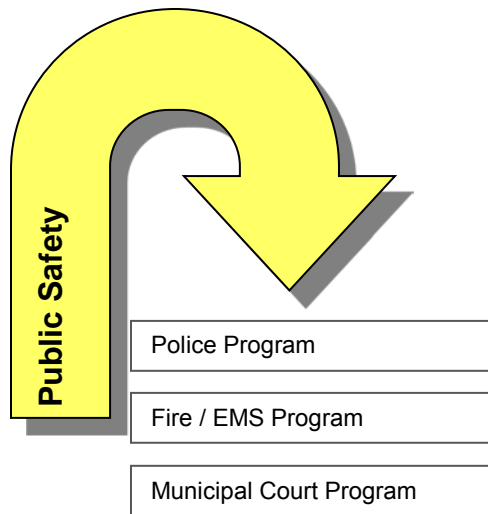 Public Safety
Police Program
Fire / EMS Program
Municipal Court Program